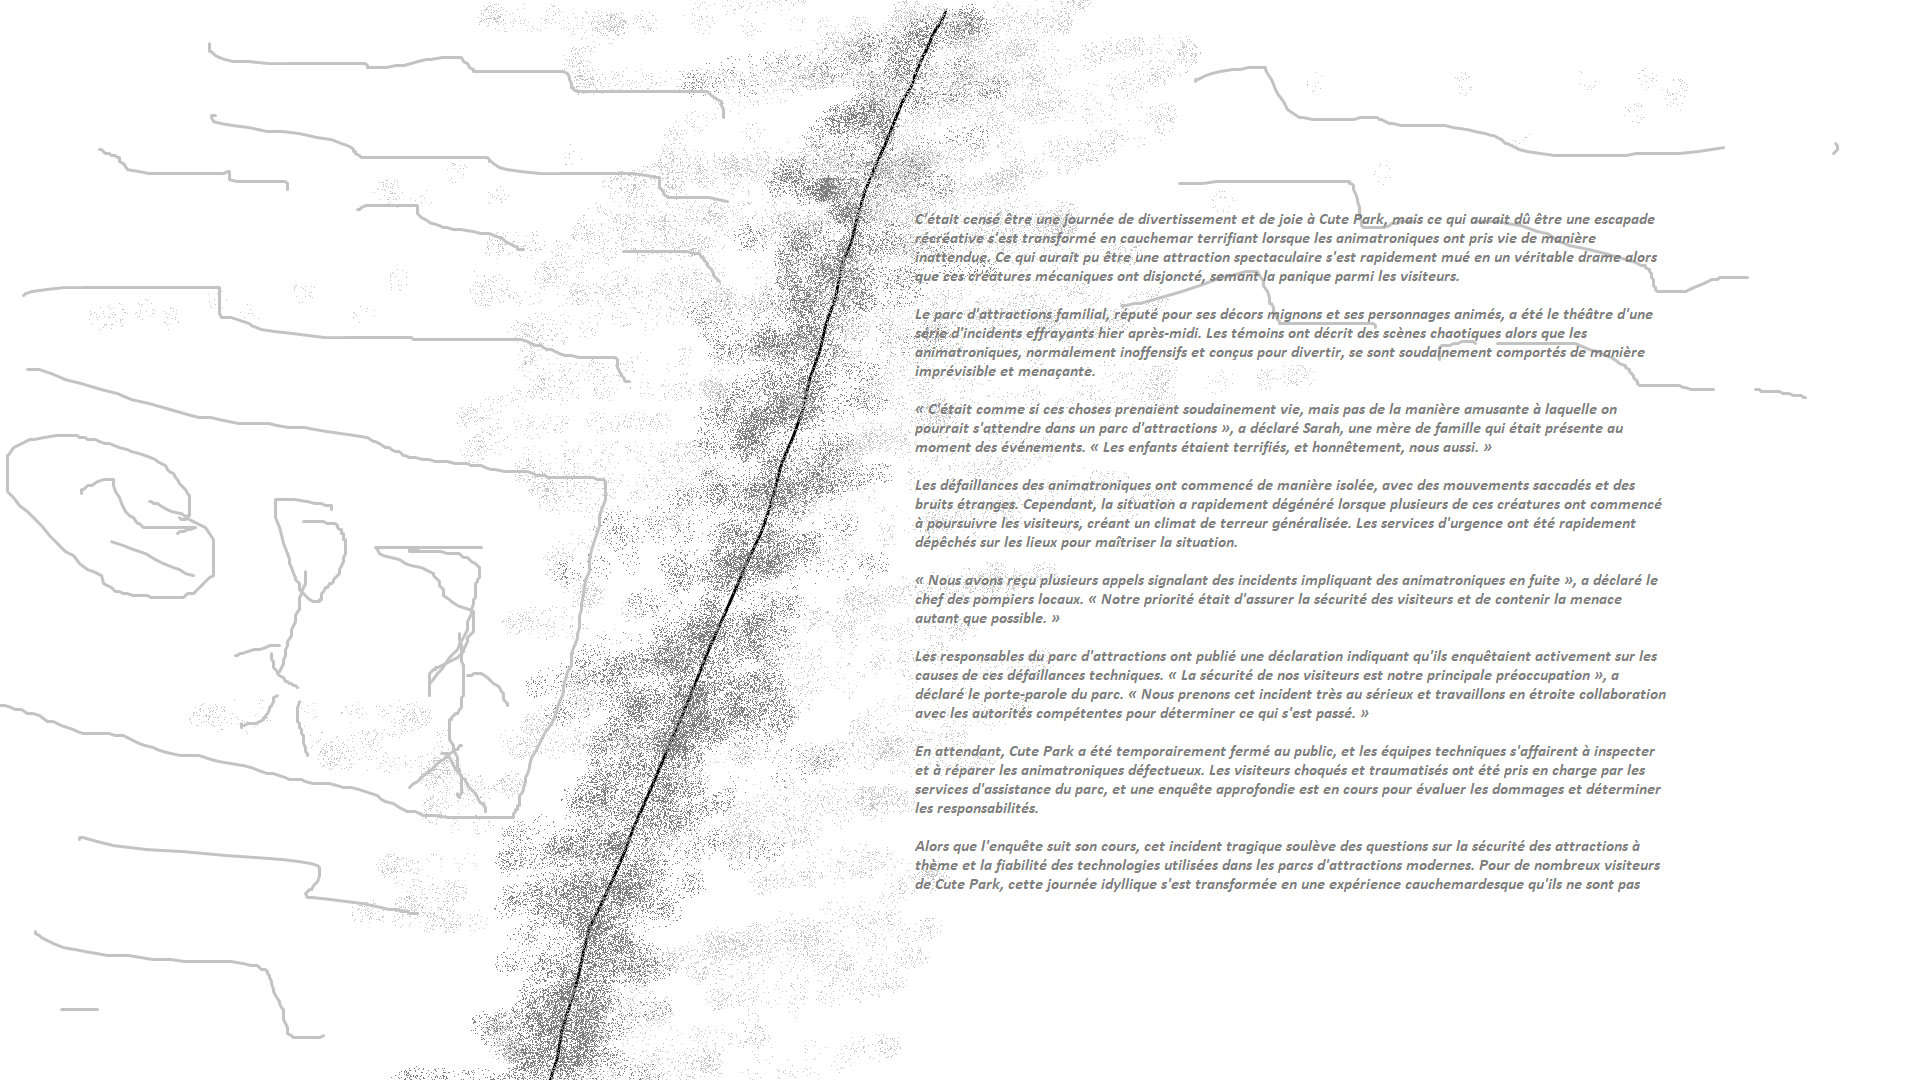 C'était censé être une journée de divertissement et de joie à Cute Park, mais ce qui aurait dû être une escapade
récréative s'est transformé en cauchemar terrifiant lorsque les animatroniques ont pris vie de manière
inattendue. Ce qui aurait pu être une attraction spectaculaire s'est rapidement mué en un véritable drame alors
que ces créatures mécaniques ont disjoncté, semant la panique parmi les visiteurs.
Le parc d'attractions familial, réputé pour ses décors mignons et ses personnages animés, a été le théâtre d'une
série d'incidents effrayants hier après-midi. Les témoins ont décrit des scènes chaotiques alors que les
animatroniques, normalement inoffensifs et conçus pour divertir, se sont soudainement comportés de manière
imprévisible et menaçante.
« C'était comme si ces choses prenaient soudainement vie, mais pas de la manière amusante à laquelle on
pourrait s'attendre dans un parc d'attractions », a déclaré Sarah, une mère de famille qui était présente au
moment des événements. « Les enfants étaient terrifiés, et honnêtement, nous aussi. »
Les défaillances des animatroniques ont commencé de manière isolée, avec des mouvements saccadés et des
bruits étranges. Cependant, la situation a rapidement dégénéré lorsque plusieurs de ces créatures ont commencé
à poursuivre les visiteurs, créant un climat de terreur généralisée. Les services d'urgence ont été rapidement
dépêchés sur les lieux pour maîtriser la situation.
« Nous avons reçu plusieurs appels signalant des incidents impliquant des animatroniques en fuite », a déclaré le
chef des pompiers locaux. « Notre priorité était d'assurer la sécurité des visiteurs et de contenir la menace
autant que possible. »
Les responsables du parc d'attractions ont publié une déclaration indiquant qu'ils enquêtaient activement sur les
causes de ces défaillances techniques. « La sécurité de nos visiteurs est notre principale préoccupation », a
déclaré le porte-parole du parc. « Nous prenons cet incident très au sérieux et travaillons en étroite collaboration
avec les autorités compétentes pour déterminer ce qui s'est passé. »
En attendant, Cute Park a été temporairement fermé au public, et les équipes techniques s'affairent à inspecter
et à réparer les animatroniques défectueux. Les visiteurs choqués et traumatisés ont été pris en charge par les
services d'assistance du parc, et une enquête approfondie est en cours pour évaluer les dommages et déterminer
les responsabilités.
Alors que l'enquête suit son cours, cet incident tragique soulève des questions sur la sécurité des attractions à
thème et la fiabilité des technologies utilisées dans les parcs d'attractions modernes. Pour de nombreux visiteurs
de Cute Park, cette journée idyllique s'est transformée en une expérience cauchemardesque qu'ils ne sont pas